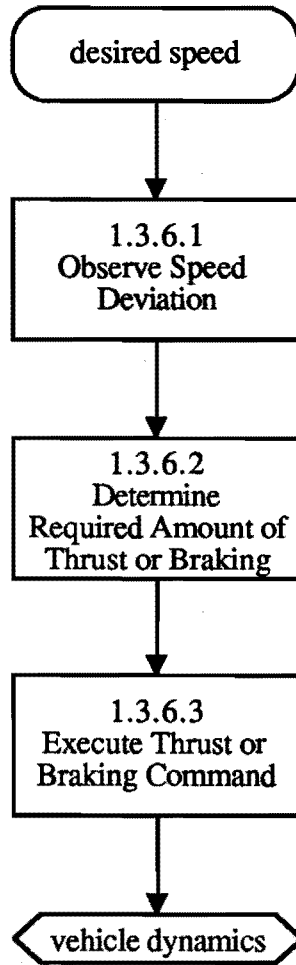 desired speed
1.3.6.1
Observe Speed
Deviation
1.3.6.2
Determine
Required Amount of
Thrust or Braking
1.3.6.3
Execute Thrust or
Braking Command
vehicle dynamics